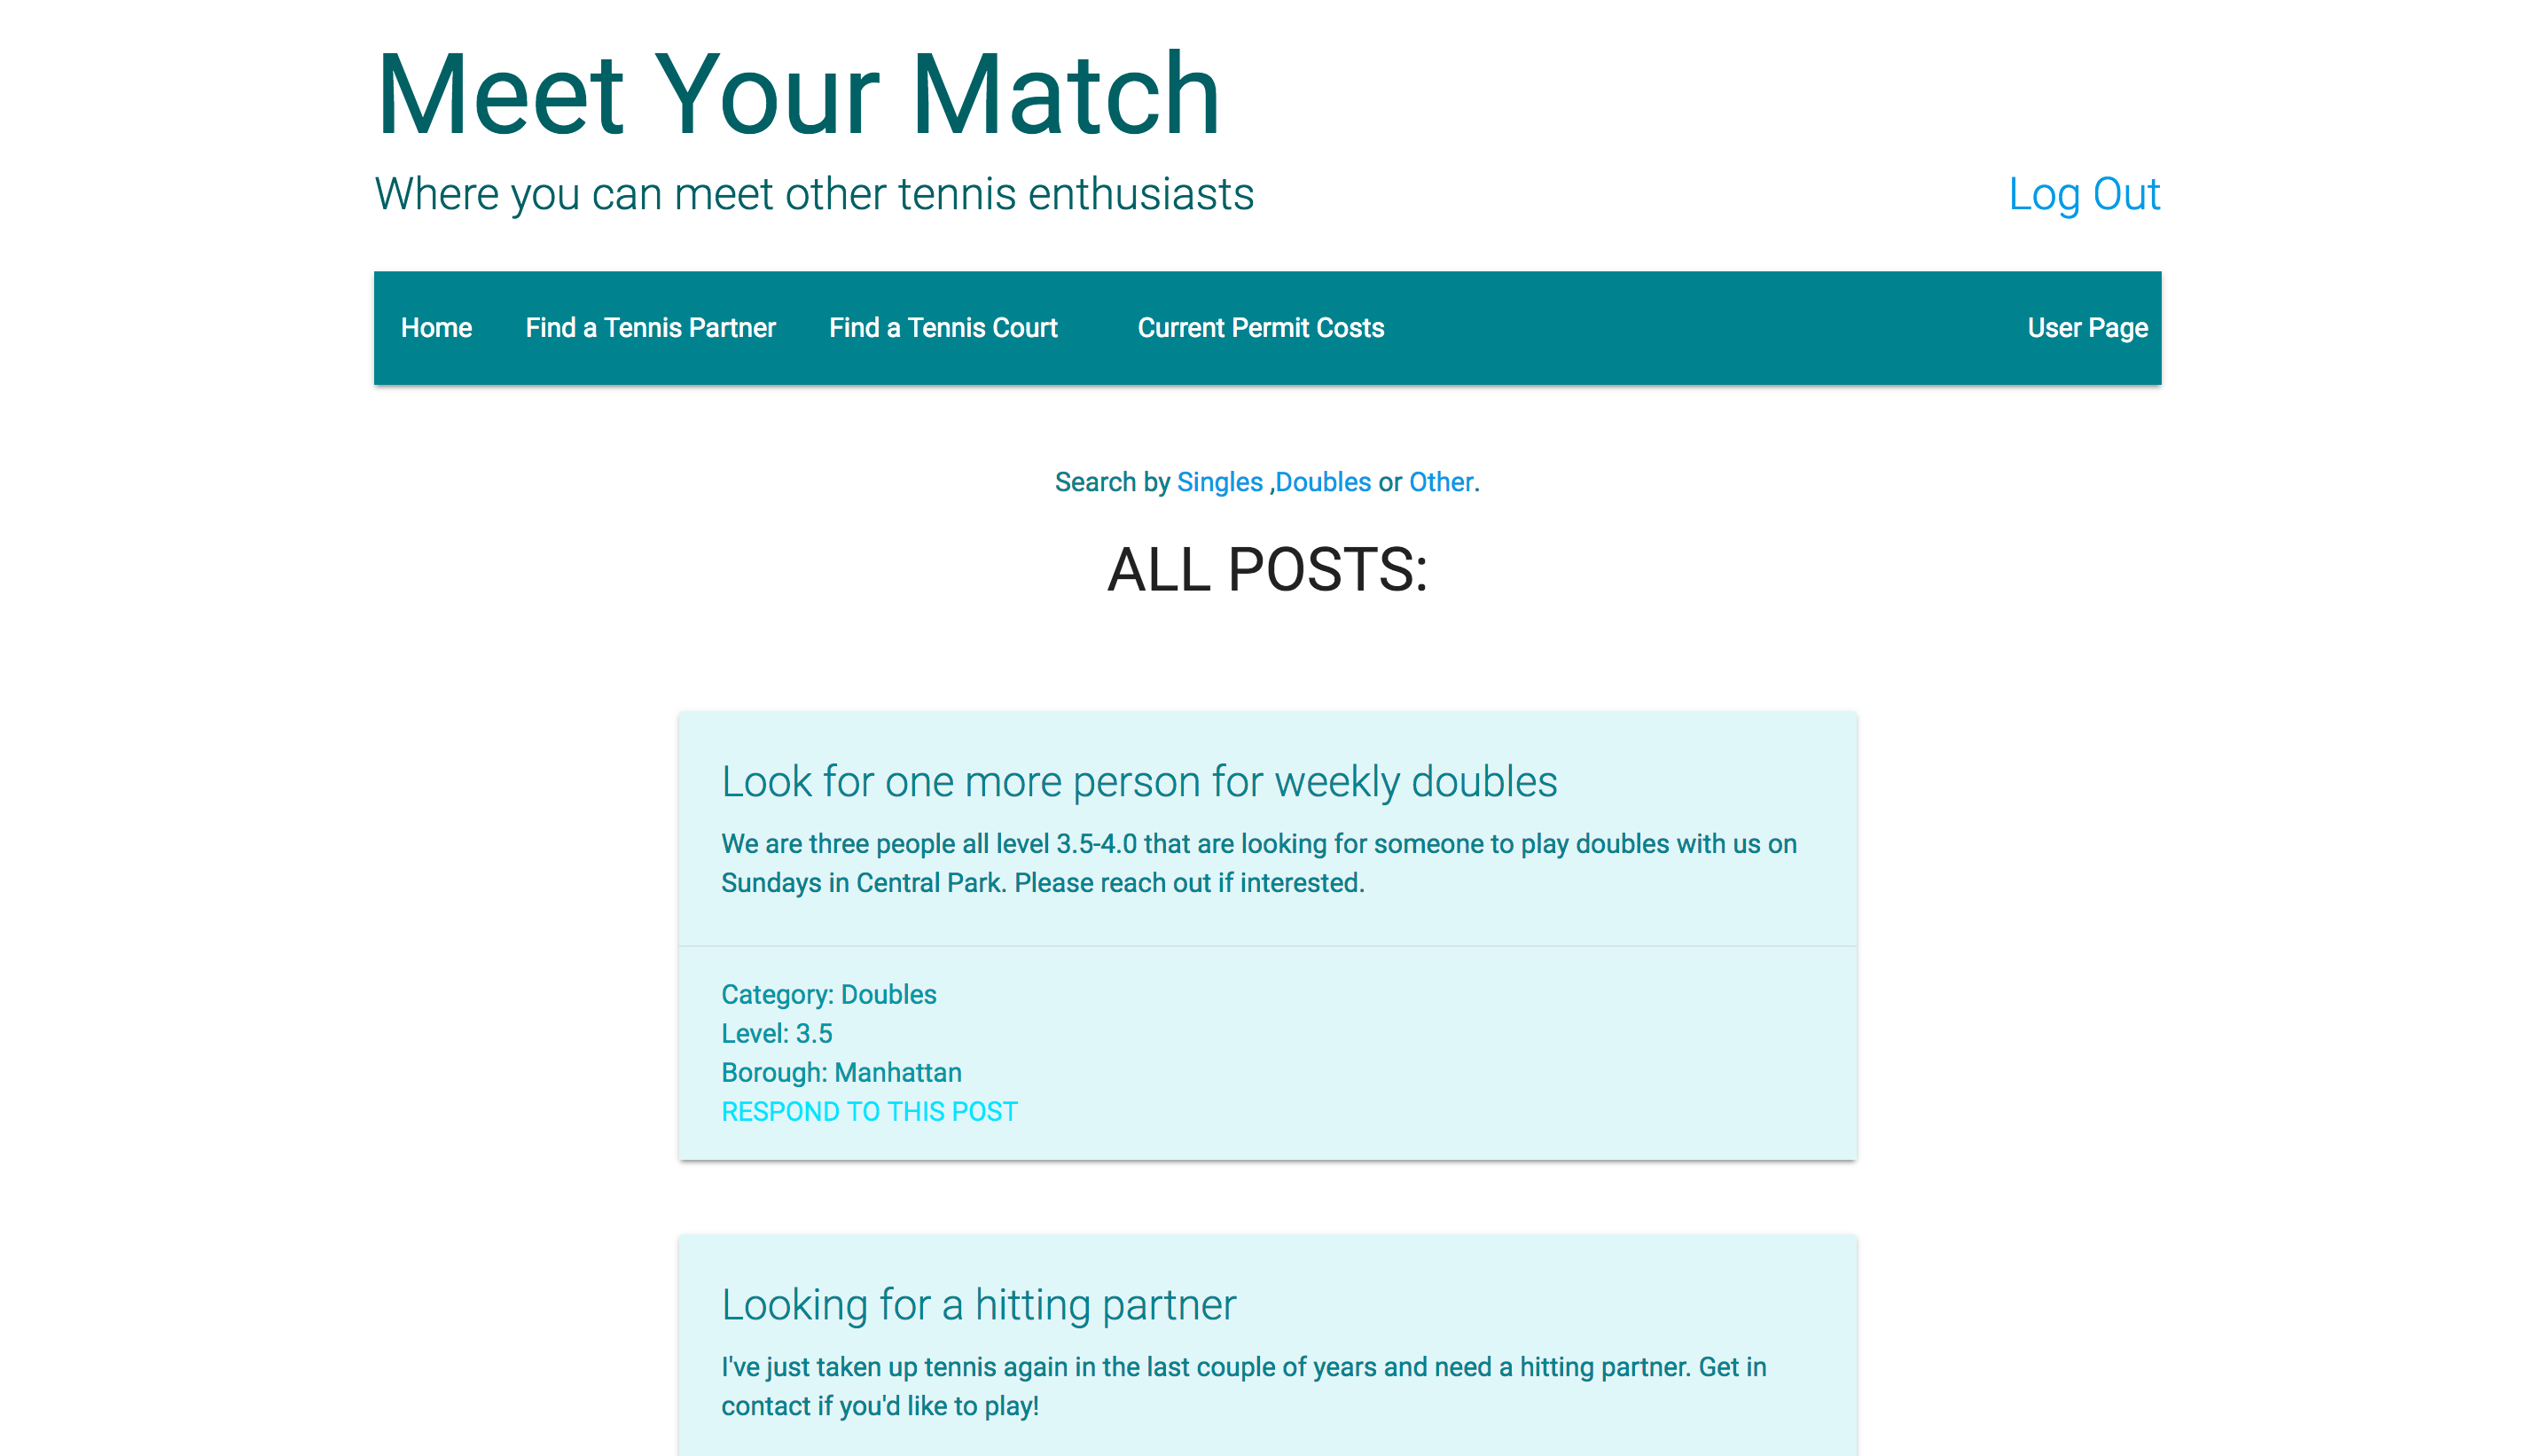 Meet Your Match
Where you can meet other tennis enthusiasts
Log Out
Home Find a Tennis Partner Find a Tennis Court Current Permit Costs User Page
Search by Singles ,Doubles or Other.
ALL POSTS:
Look for one more person for weekly doubles
We are three people all level 3.5-4.0 that are looking for someone to play doubles with us on
Sundays in Central Park. Please reach out if interested.
Category: Doubles
Level: 3.5
Borough: Manhattan
RESPOND TO THIS POST
Looking for a hitting partner
I've just taken up tennis again in the last couple of years and need a hitting partner. Get in
contact if you'd like to play!